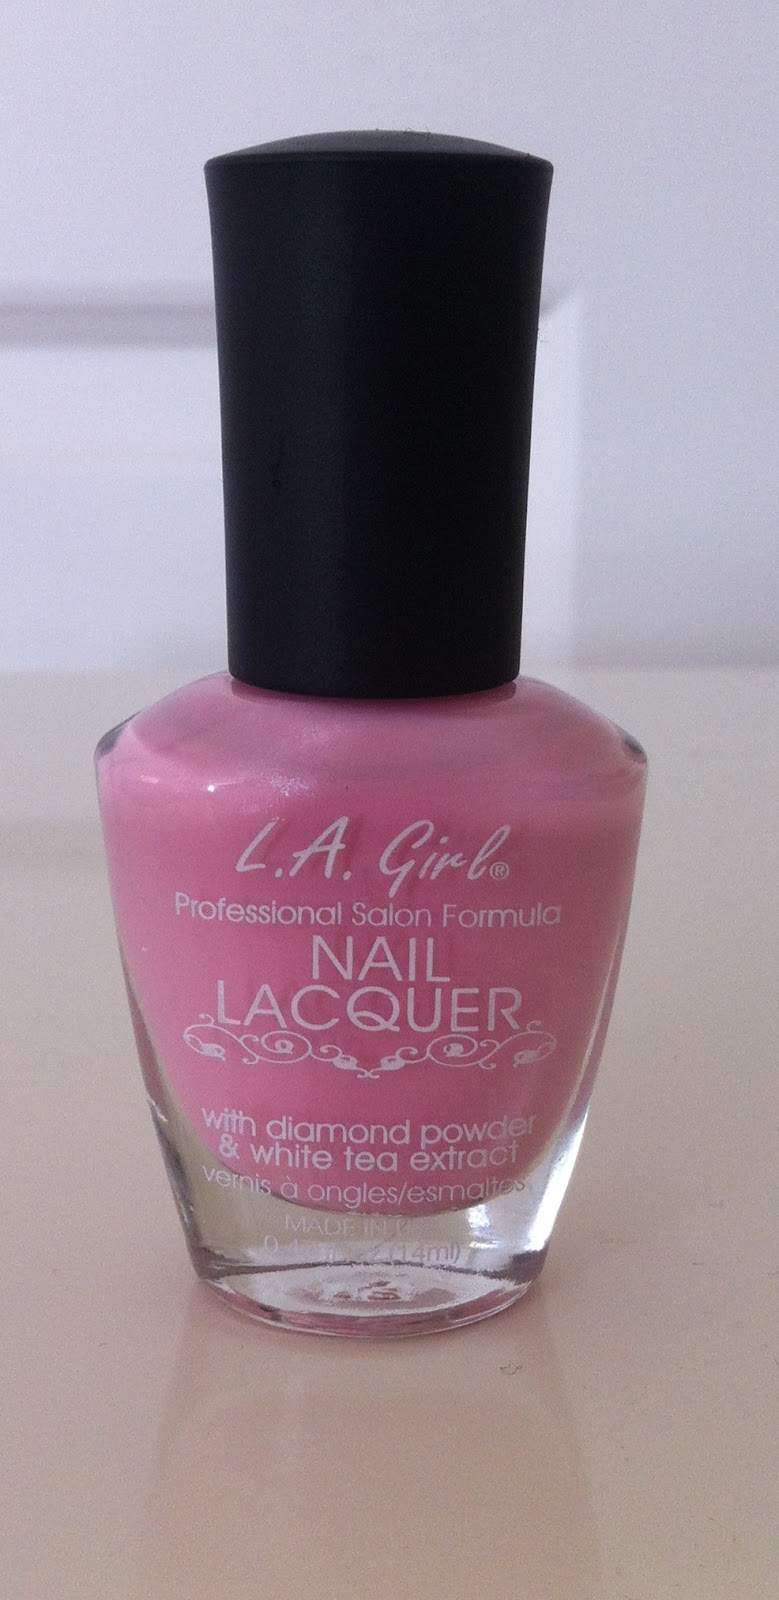 L.A. Girl®
Professional Salon Formula
NAIL
LACQUER
with diamond powder
& white tea extract
vernis à ongles/esmaltes
MADE IN
(14ml)